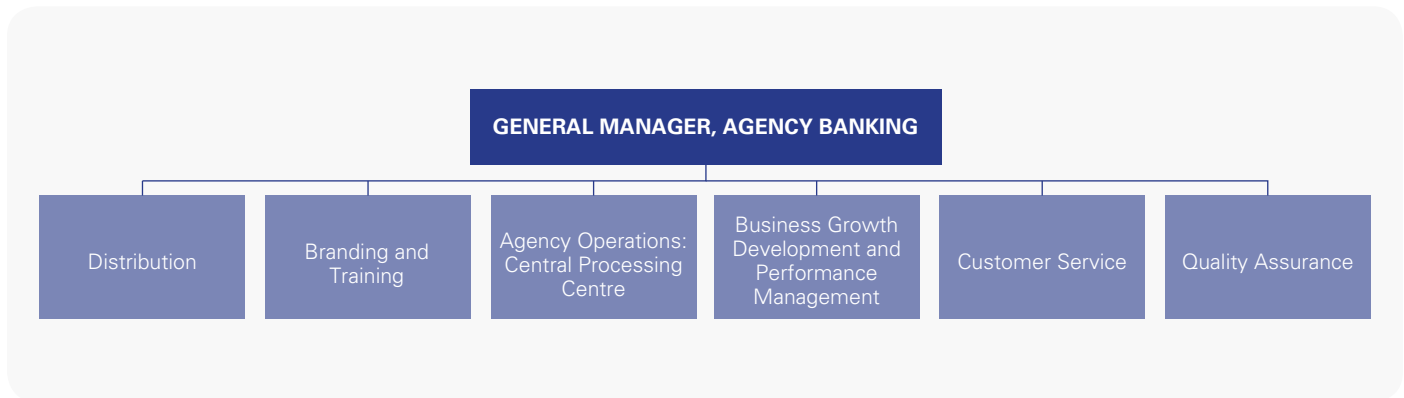 GENERAL MANAGER, AGENCY BANKING
Distribution
Branding and
Training
Agency Operations:
Central Processing
Centre
Business Growth
Development and
Performance
Management
Customer Service
Quality Assurance